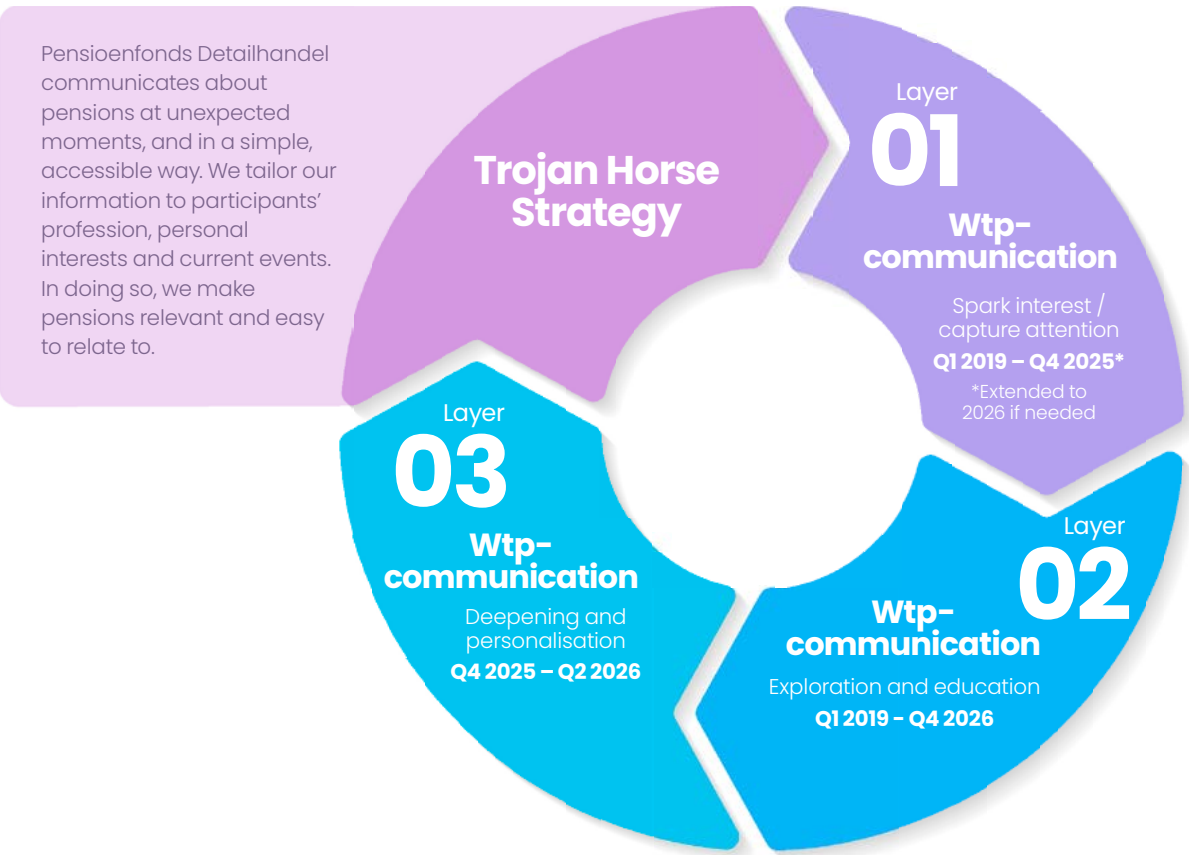 Pensioenfonds Detailhandel
communicates about
pensions at unexpected
moments, and in a simple,
accessible way. We tailor our
information to participants’
profession, personal
interests and current events.
In doing so, we make
pensions relevant and easy
to relate to.
Trojan Horse
Strategy
Layer
01
Wtp-
communication
Spark interest /
capture attention
Q1 2019 – Q4 2025*
*Extended to
2026 if needed
Layer
02
Wtp-
communication
Exploration and education
Q1 2019 - Q4 2026
Layer
03
Wtp-
communication
Deepening and
personalisation
Q4 2025 – Q2 2026